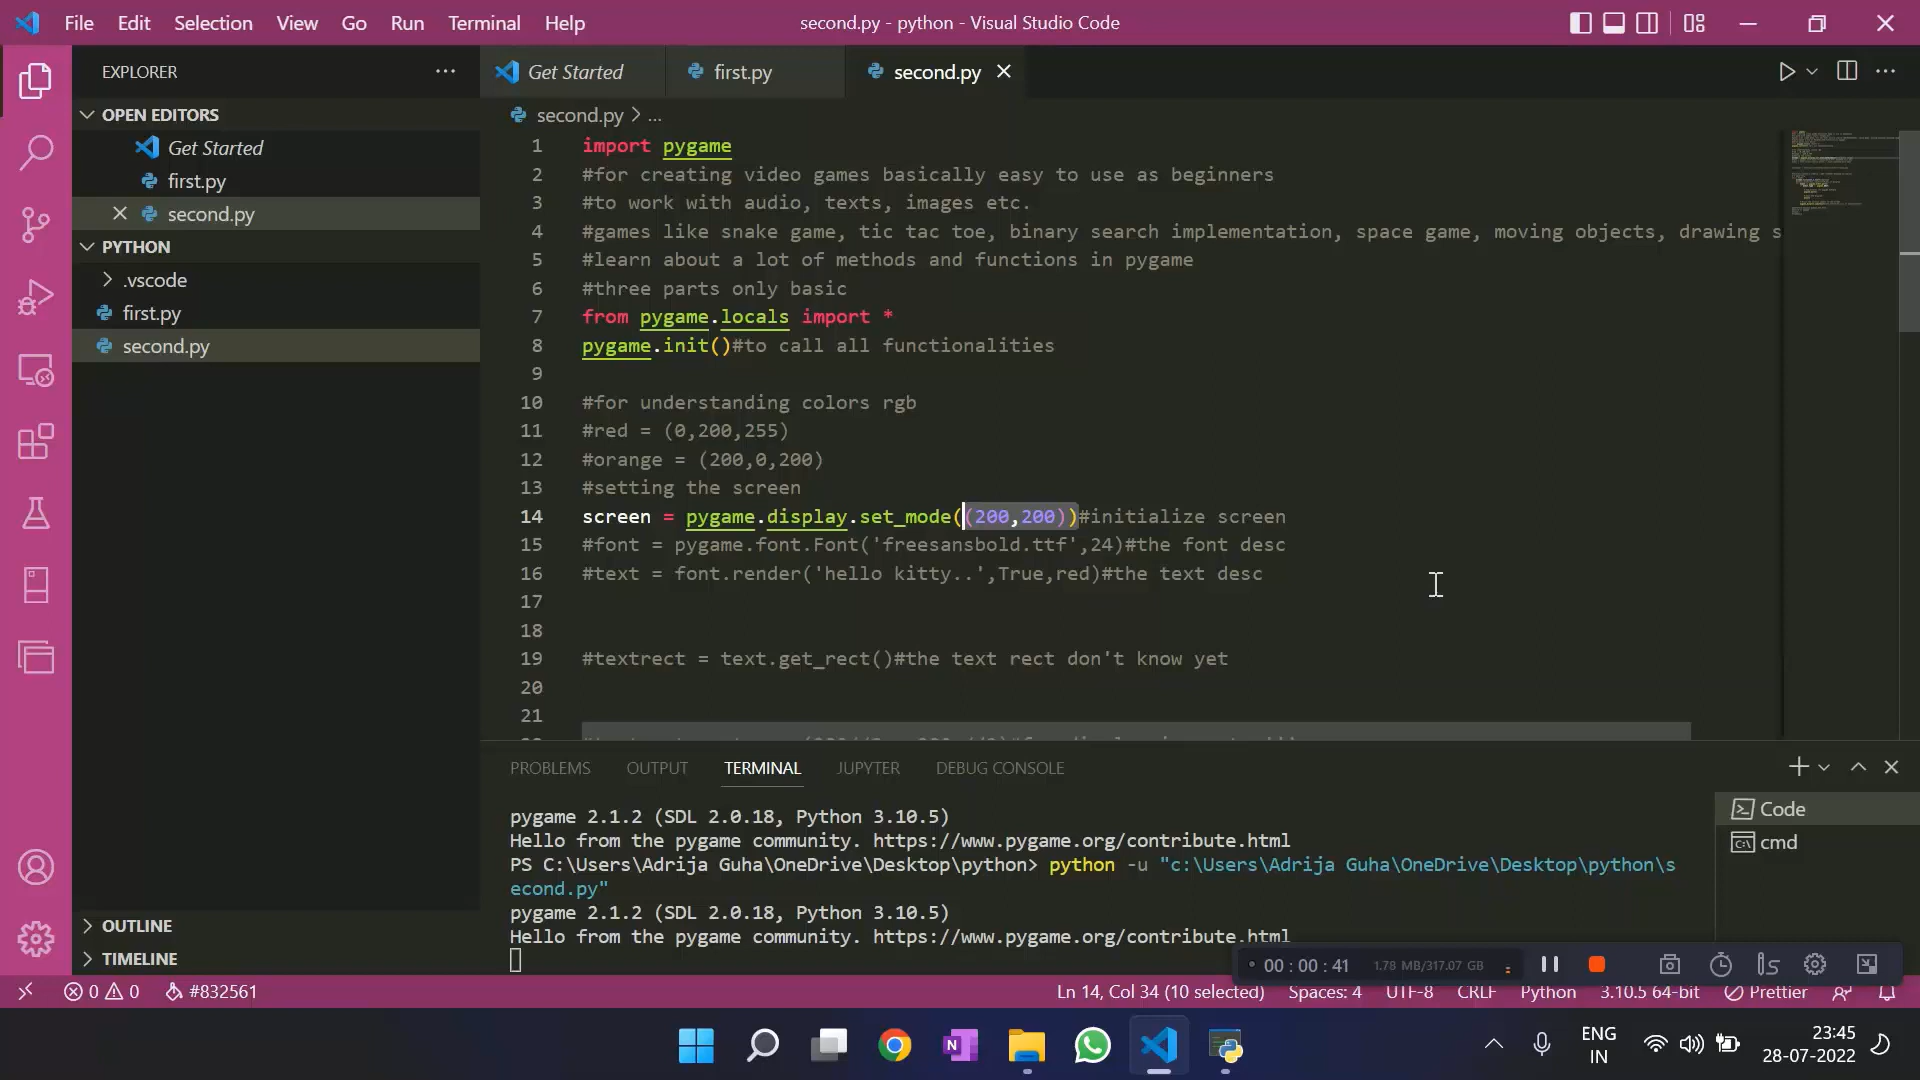 File Edit Selection View Go Run Terminal Help second.py - python - Visual Studio Code
EXPLORER
Get Started first.py second.py
OPEN EDITORS
Get Started
first.py
second.py
PYTHON
.vscode
first.py
second.py
OUTLINE
TIMELINE
second.py > ...
1 import pygame
2 #for creating video games basically easy to use as beginners
3 #to work with audio, texts, images etc.
4 #games like snake game, tic tac toe, binary search implementation, space game, moving objects, drawing s
5 #learn about a lot of methods and functions in pygame
6 #three parts only basic
7 from pygame.locals import *
8 pygame.init()#to call all functionalities
9
10 #for understanding colors rgb
11 #red = (0,200,255)
12 #orange = (200,0,200)
13 #setting the screen
14 screen = pygame.display.set_mode((200,200))#initialize screen
15 #font = pygame.font.Font('freesansbold.ttf',24)#the font desc
16 #text = font.render('hello kitty..',True,red)#the text desc
17
18
19 #textrect = text.get_rect()#the text rect don't know yet
20
21
PROBLEMS OUTPUT TERMINAL JUPYTER DEBUG CONSOLE
pygame 2.1.2 (SDL 2.0.18, Python 3.10.5)
Hello from the pygame community. https://www.pygame.org/contribute.html
PS C:\Users\Adrija Guha\OneDrive\Desktop\python> python -u "c:\Users\Adrija Guha\OneDrive\Desktop\python\s
econd.py"
pygame 2.1.2 (SDL 2.0.18, Python 3.10.5)
Hello from the pygame community. https://www.pygame.org/contribute.html
Code
cmd
00 : 00 : 41 1.78 MB/317.07 GB
0 0 #832561 Ln 14, Col 34 (10 selected) Spaces: 4 UTF-8 CRLF Python 3.10.5 64-bit Prettier
ENG
IN
23:45
28-07-2022